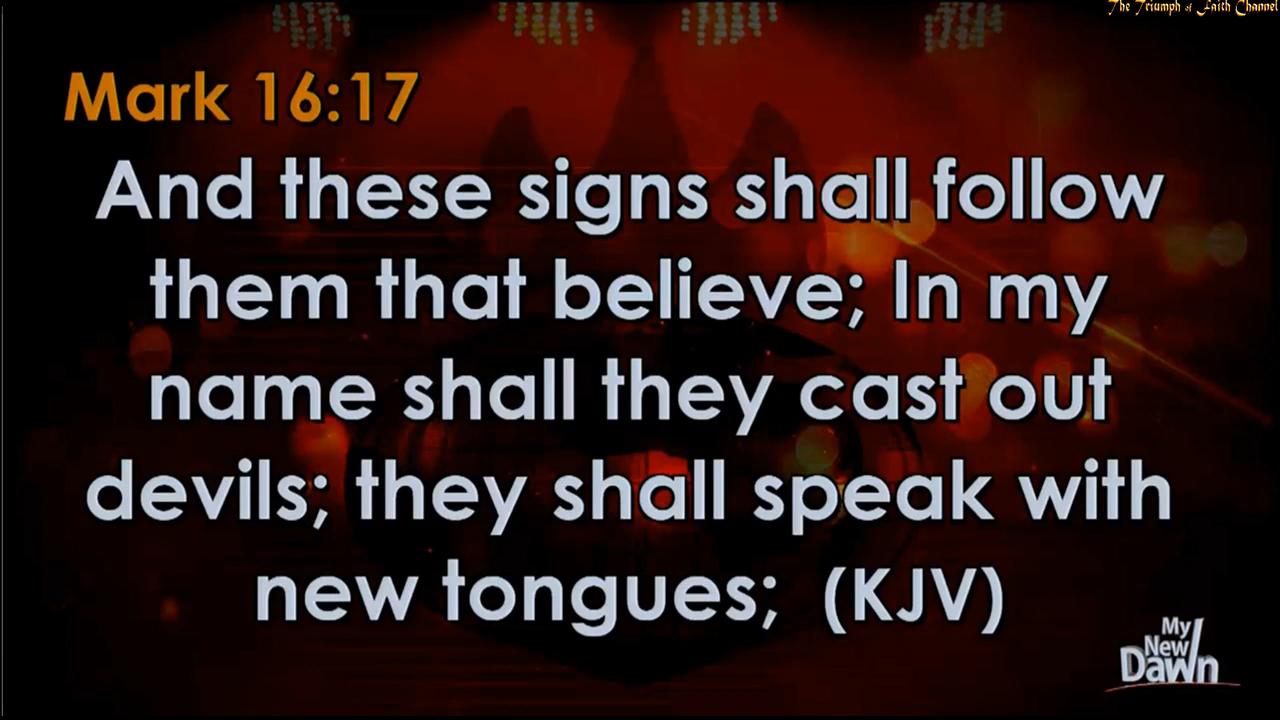 The Triumph of Faith Channel
Mark 16:17
And these signs shall follow
them that believe; In my
name shall they cast out
devils; they shall speak with
new tongues; (KJV)
My
New
Dawn